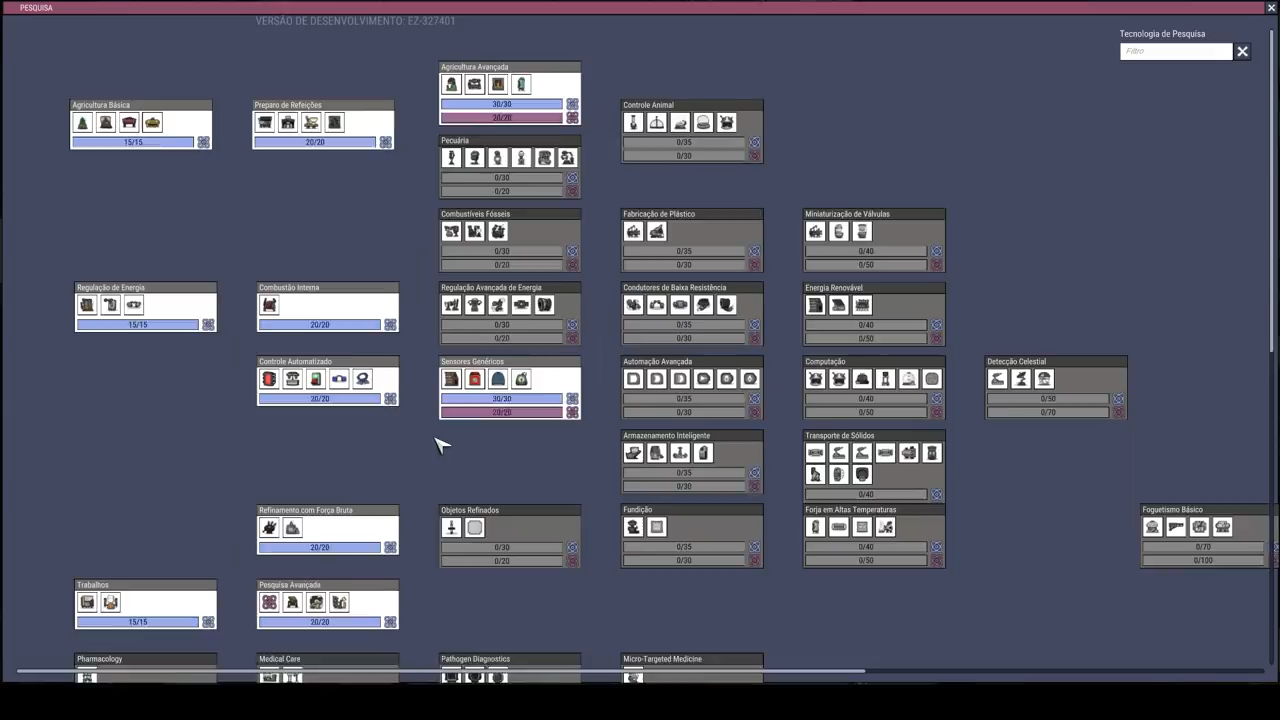 PESQUISA
VERSÃO DE DESENVOLVIMENTO: EZ-327401
Tecnologia de Pesquisa
Filtro
Agricultura Avançada
30/30
20/20
Agricultura Básica
15/15
Preparo de Refeições
20/20
Controle Animal
0/35
0/30
Pecuária
0/30
0/20
Combustíveis Fósseis
0/30
0/20
Fabricação de Plástico
0/35
0/30
Miniaturização de Válvulas
0/40
0/50
Regulação de Energia
15/15
Combustão Interna
20/20
Regulação Avançada de Energia
0/30
0/20
Condutores de Baixa Resistência
0/35
0/30
Energia Renovável
0/40
0/50
Controle Automatizado
20/20
Sensores Genéricos
30/30
20/20
Automação Avançada
0/35
0/30
Computação
0/40
0/50
Detecção Celestial
0/50
0/70
Armazenamento Inteligente
0/35
0/30
Transporte de Sólidos
0/40
Refinamento com Força Bruta
20/20
Objetos Refinados
0/30
0/20
Fundição
0/35
0/30
Forja em Altas Temperaturas
0/40
0/50
Foguetismo Básico
0/70
0/100
Trabalhos
15/15
Pesquisa Avançada
20/20
Pharmacology
Medical Care
Pathogen Diagnostics
Micro-Targeted Medicine